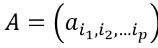 A = (a_{i_1,i_2,…i_p})